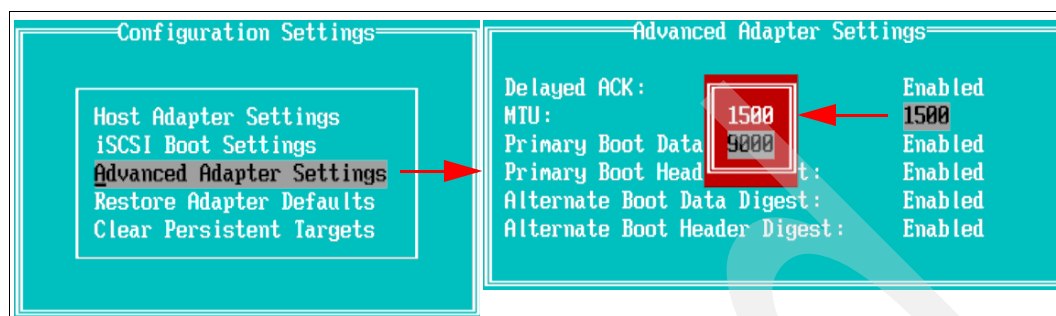 Configuration Settings
Host Adapter Settings
iSCSI Boot Settings
Advanced Adapter Settings
Restore Adapter Defaults
Clear Persistent Targets
Advanced Adapter Settings
Delayed ACK: Enabled
MTU: 1500 1500
Primary Boot Data 9000 Enabled
Primary Boot Head t: Enabled
Alternate Boot Data Digest: Enabled
Alternate Boot Header Digest: Enabled